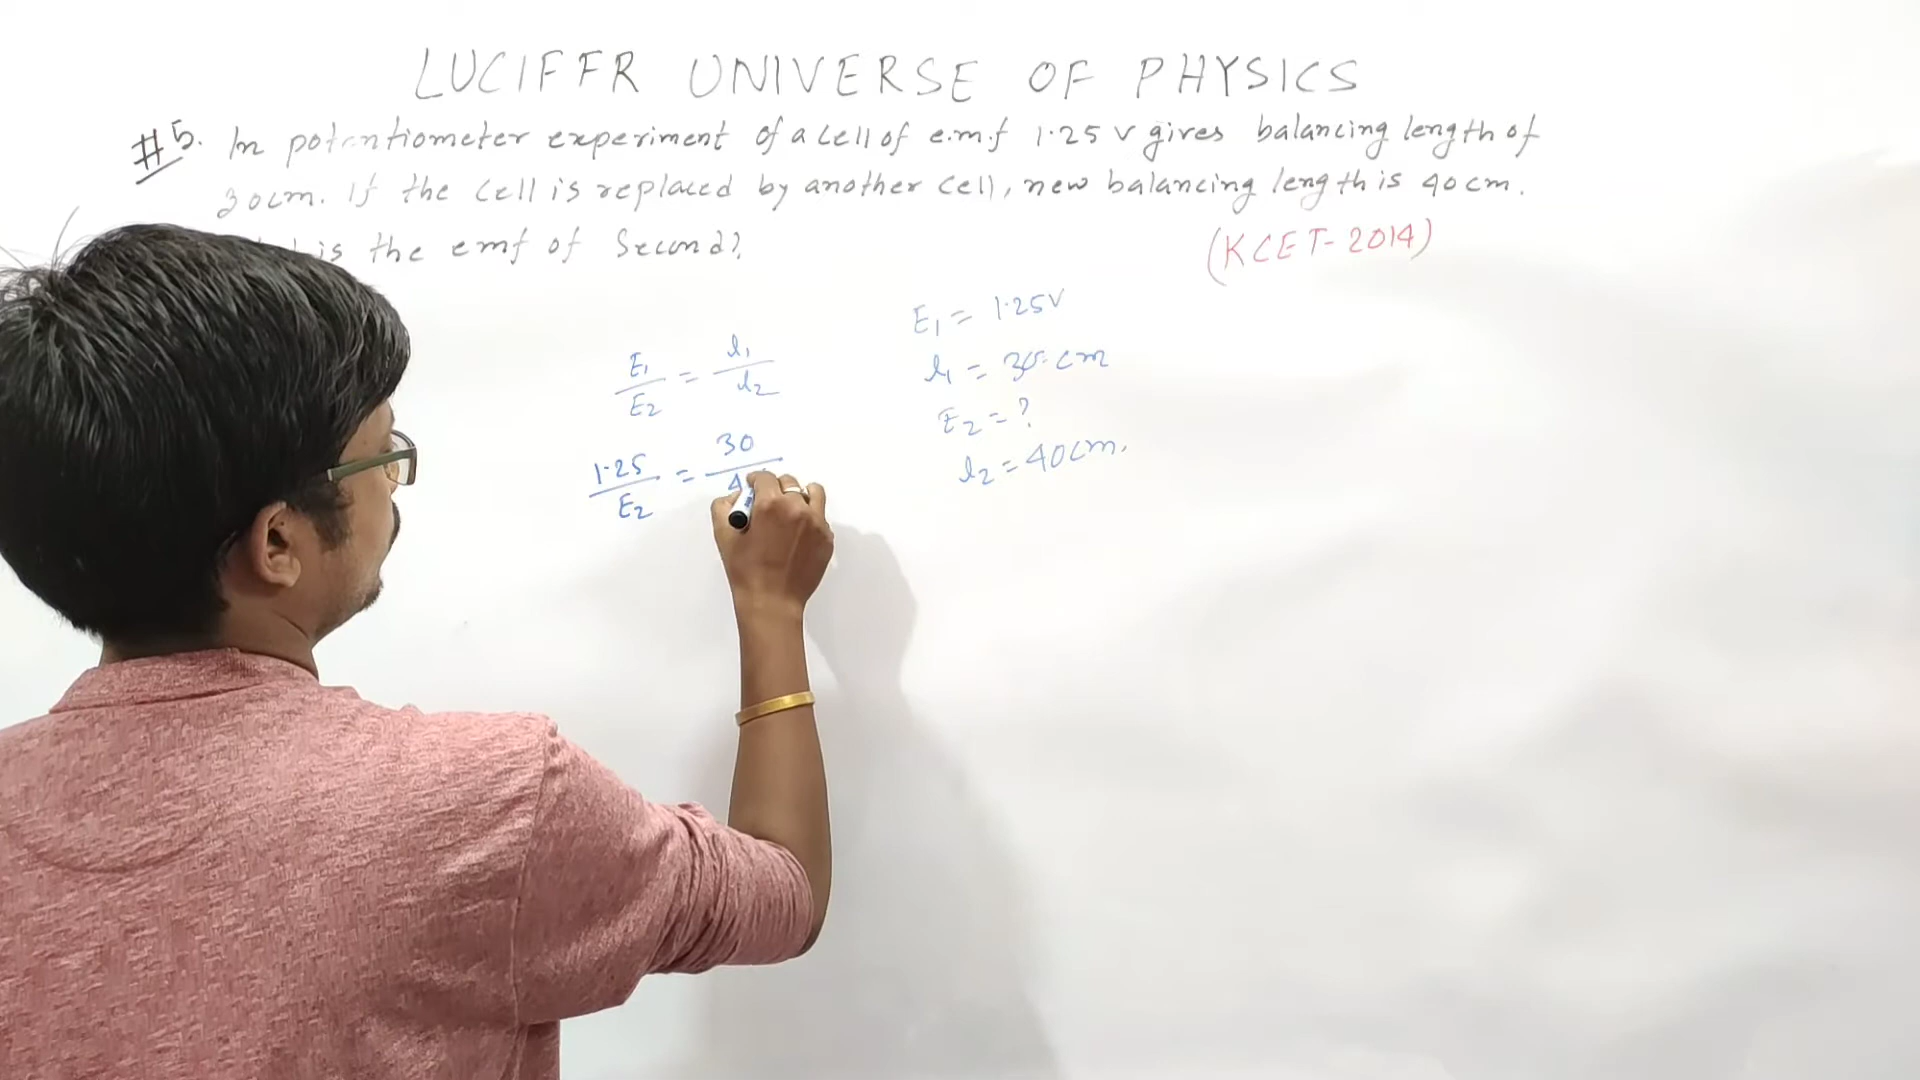 LUCIFFR UNIVERSE OF PHYSICS
#5. In potentiometer experiment of a cell of e.m.f 1.25 V gives balancing length of
30cm. If the cell is replaced by another cell, new balancing length is 40cm.
is the emf of Second?
(KCET-2014)
E1/E2 = l1/l2
1.25/E2 = 30/4
E1 = 1.25V
l1 = 30 cm
E2 = ?
l2 = 40cm.